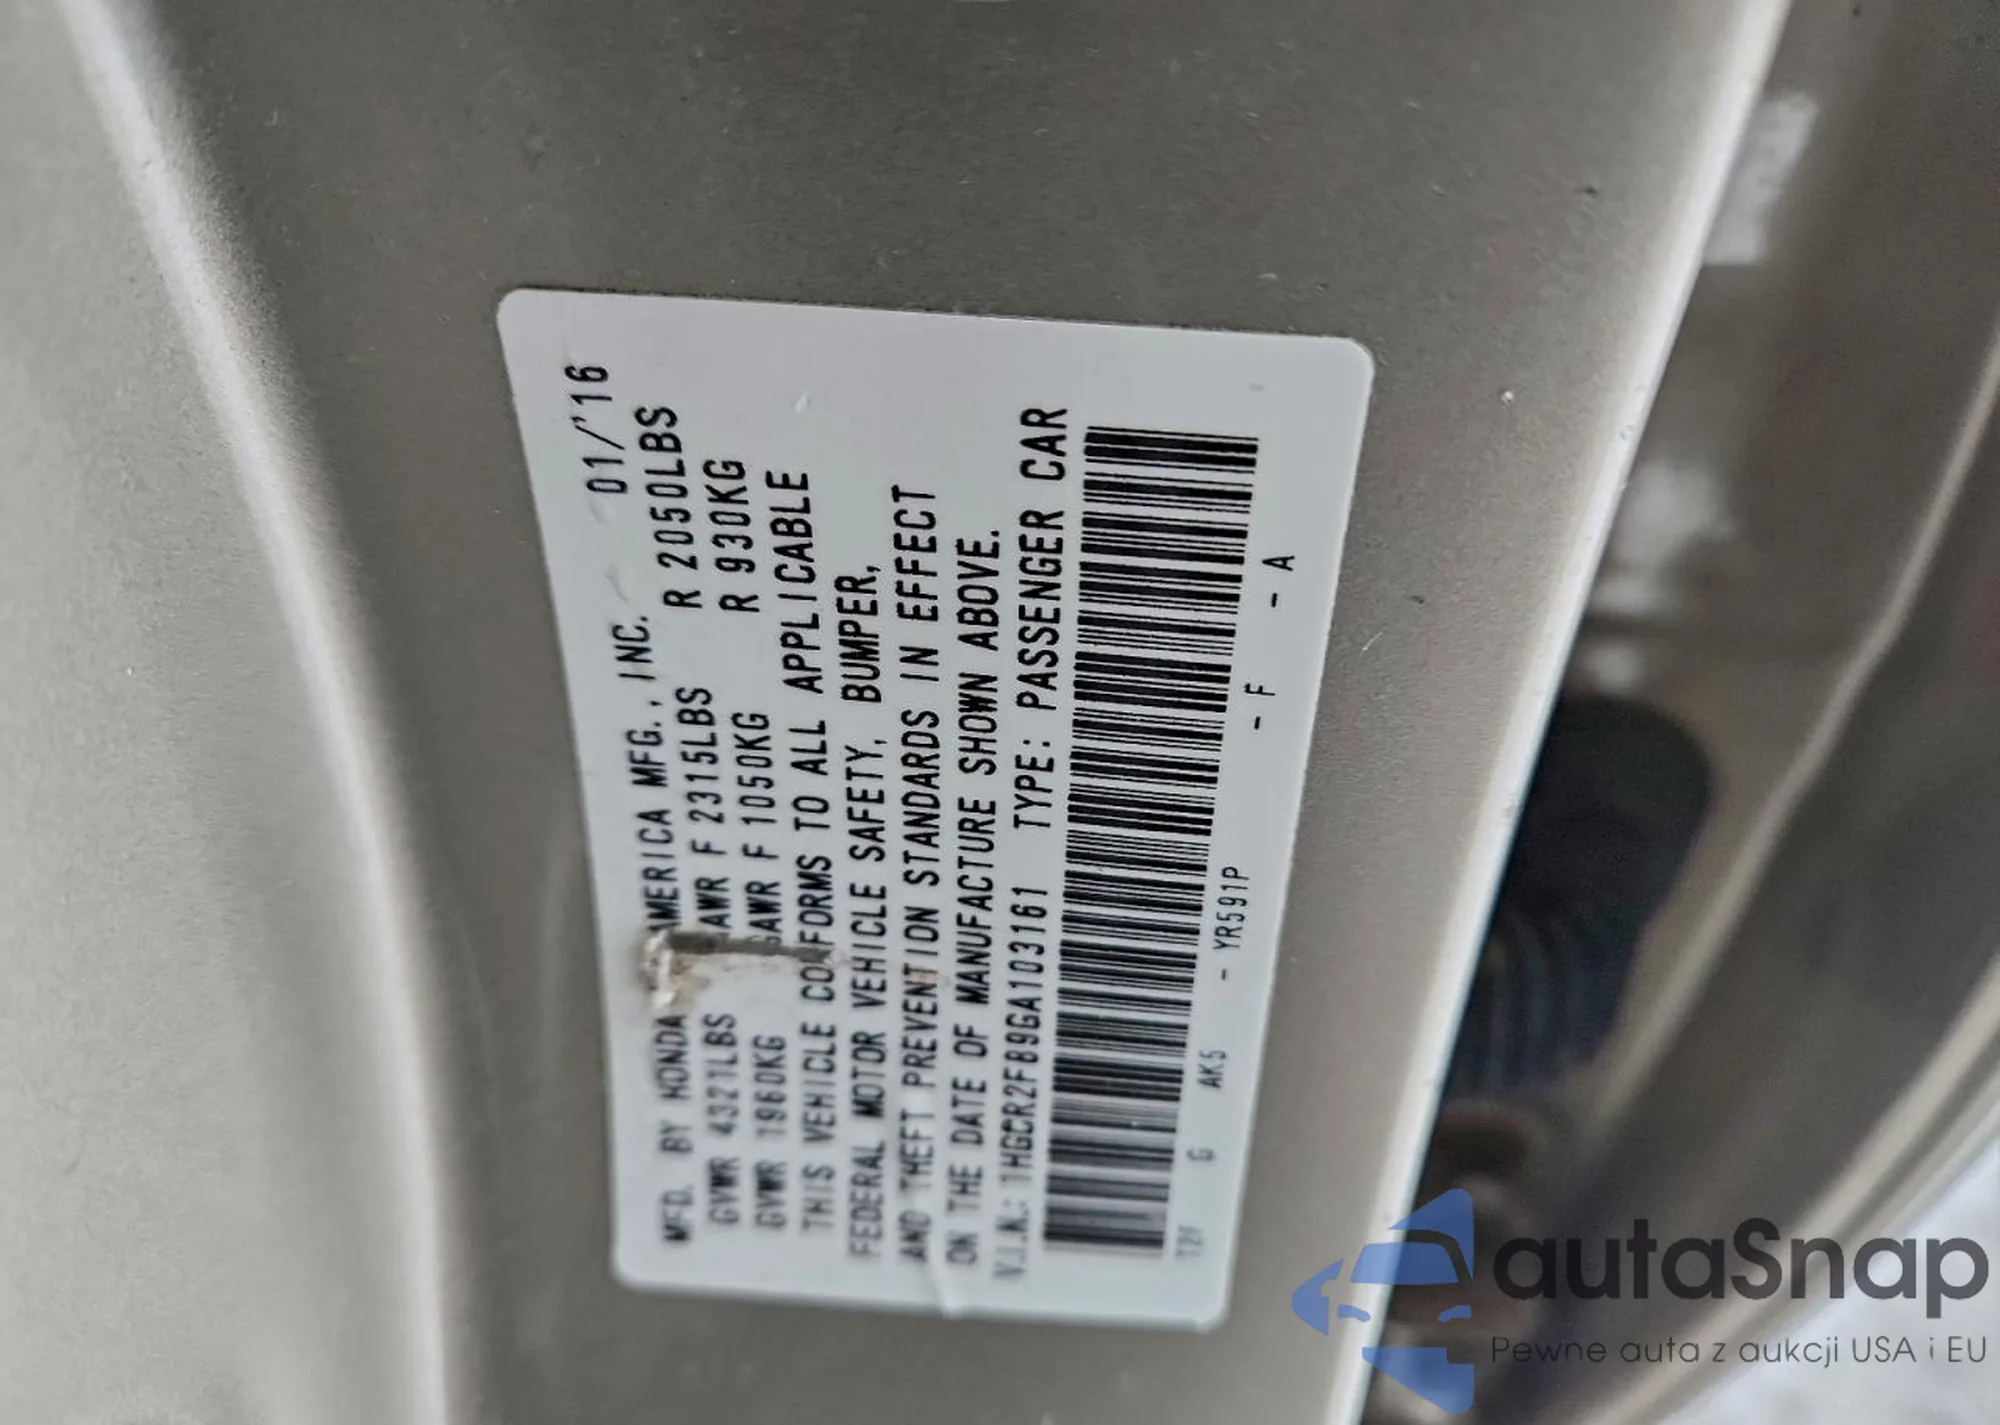 MFD. BY HONDA AMERICA MFG., INC. 01/'16
GVWR 4321LBS GAWR F 2315LBS R 2050LBS
GVWR 1960KG GAWR F 1050KG R 930KG
THIS VEHICLE CONFORMS TO ALL APPLICABLE
FEDERAL MOTOR VEHICLE SAFETY, BUMPER,
AND THEFT PREVENTION STANDARDS IN EFFECT
ON THE DATE OF MANUFACTURE SHOWN ABOVE.
V.I.N.: 1HGCR2F89GA103161 TYPE: PASSENGER CAR
T2F G AK5 - YR591P - F - A
autaSnap
Pewne auta z aukcji USA i EU